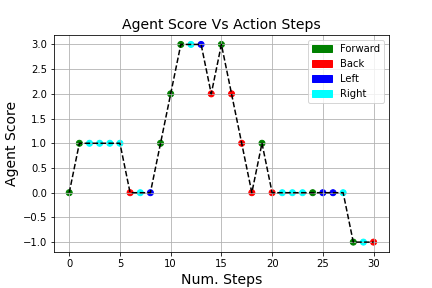 Agent Score Vs Action Steps
Agent Score
3.0
2.5
2.0
1.5
1.0
0.5
0.0
−0.5
−1.0
Forward
Back
Left
Right
0 5 10 15 20 25 30
Num. Steps